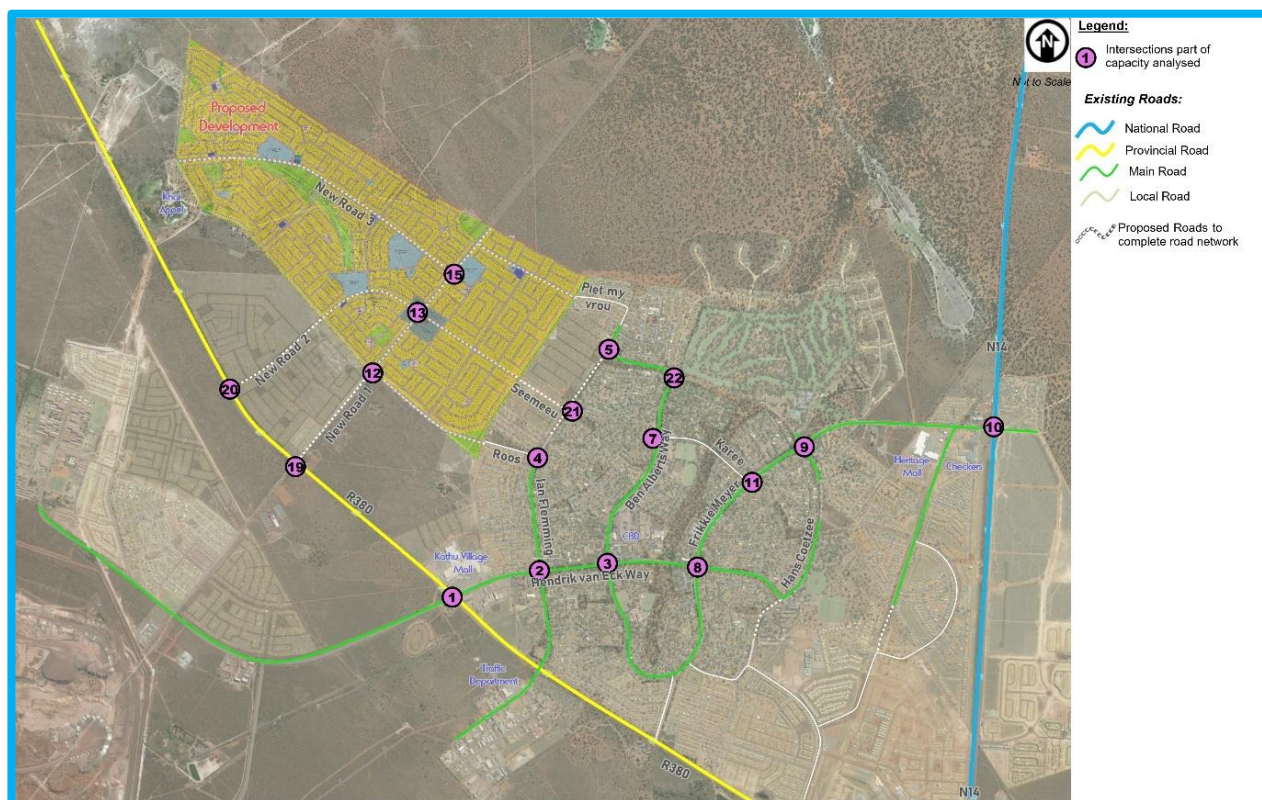 N
Not to Scale
Legend:
1
Intersections part of
capacity analysed
Existing Roads:
National Road
Provincial Road
Main Road
Local Road
Proposed Roads to
complete road network
Proposed
Development
Khai
Appel
New Road 3
15
Piet my
vrou
13
5
N14
New Road 2
12
22
20
Seemeeu
21
New Road 1
7
Karee
10
9
Roos
4
Ben Alberts Way
Heritage
Mall
Checkers
19
11
R380
Ian Flemming
Frikkie Meyer
CBD
Hans Coetzee
Kathu Village
Mall
2
3
8
Hendrik van Eck Way
1
Traffic
Department
R380
N14